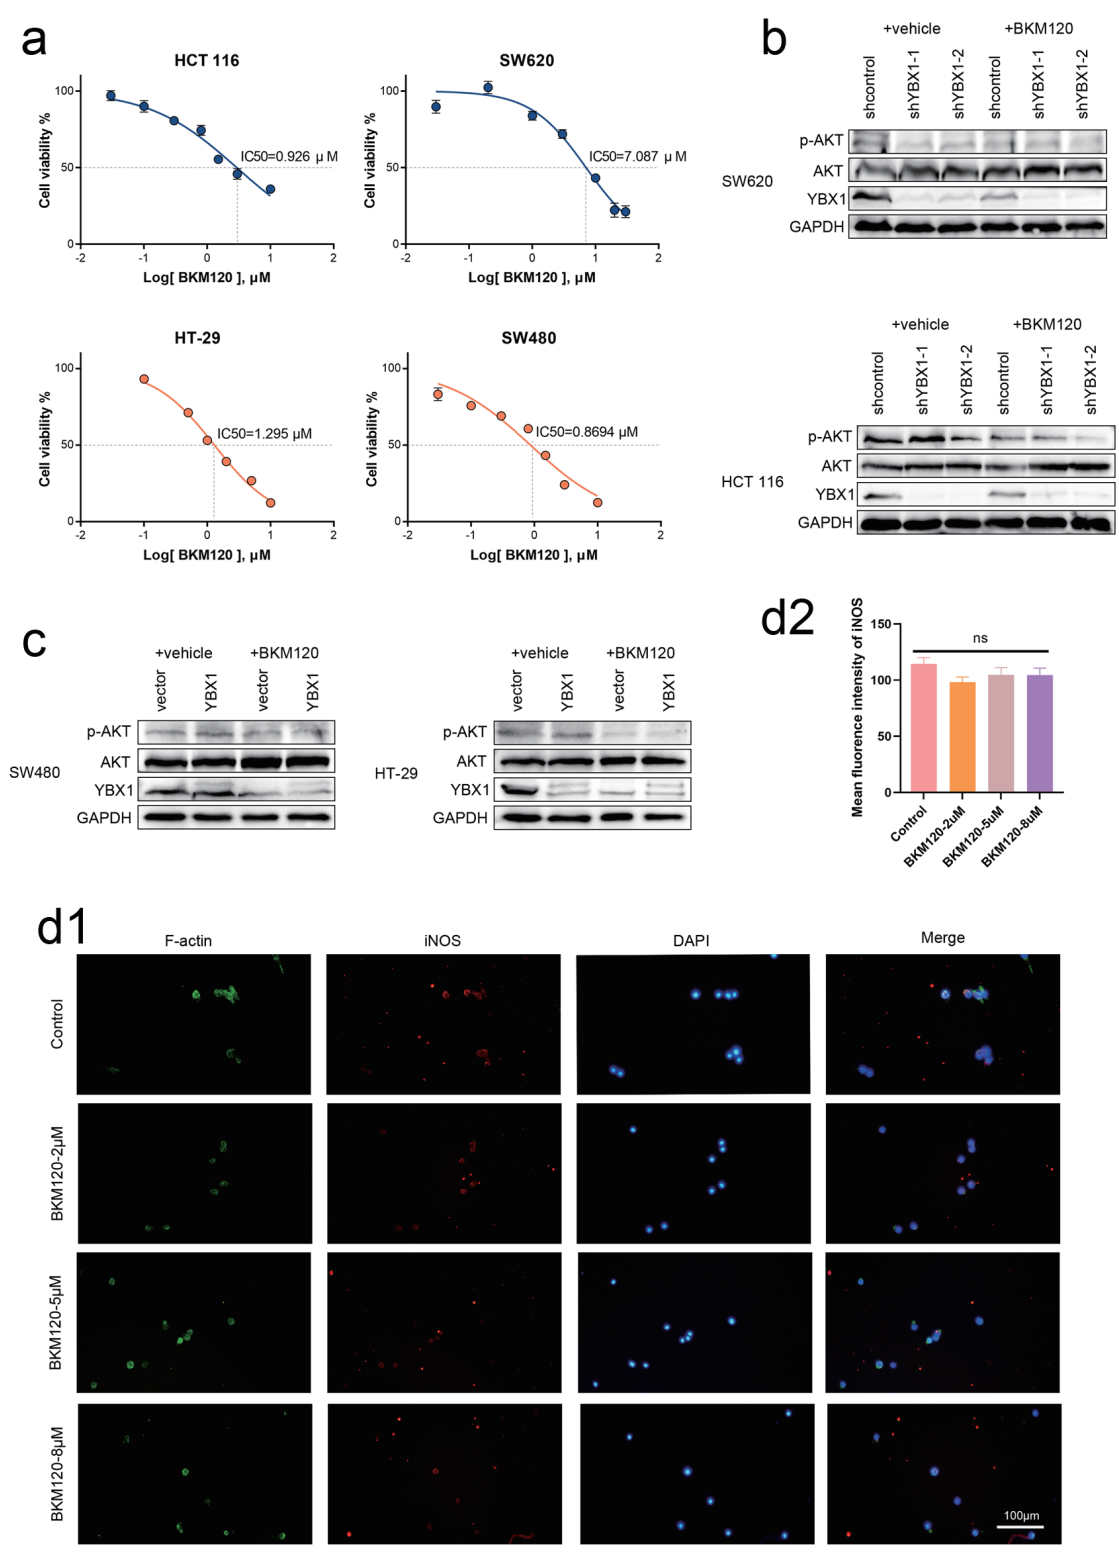 a
HCT 116
Cell viability %
100
50
0
IC50=0.926 μ M
-2 -1 0 1 2
Log[ BKM120 ], μM
SW620
Cell viability %
100
50
0
IC50=7.087 μ M
-2 -1 0 1 2
Log[ BKM120 ], μM
HT-29
Cell viability %
100
50
0
IC50=1.295 μM
-2 -1 0 1 2
Log[ BKM120 ], μM
SW480
Cell viability %
100
50
0
IC50=0.8694 μM
-2 -1 0 1 2
Log[ BKM120 ], μM
b
+vehicle +BKM120
shcontrol shYBX1-1 shYBX1-2 shcontrol shYBX1-1 shYBX1-2
SW620
p-AKT
AKT
YBX1
GAPDH
+vehicle +BKM120
shcontrol shYBX1-1 shYBX1-2 shcontrol shYBX1-1 shYBX1-2
HCT 116
p-AKT
AKT
YBX1
GAPDH
c
+vehicle +BKM120
vector YBX1 vector YBX1
SW480
p-AKT
AKT
YBX1
GAPDH
+vehicle +BKM120
vector YBX1 vector YBX1
HT-29
p-AKT
AKT
YBX1
GAPDH
d2
Mean fluorence intensity of iNOS
150
100
50
0
ns
Control
BKM120-2uM
BKM120-5uM
BKM120-8uM
d1
F-actin iNOS DAPI Merge
Control
BKM120-2μM
BKM120-5μM
BKM120-8μM
100μm